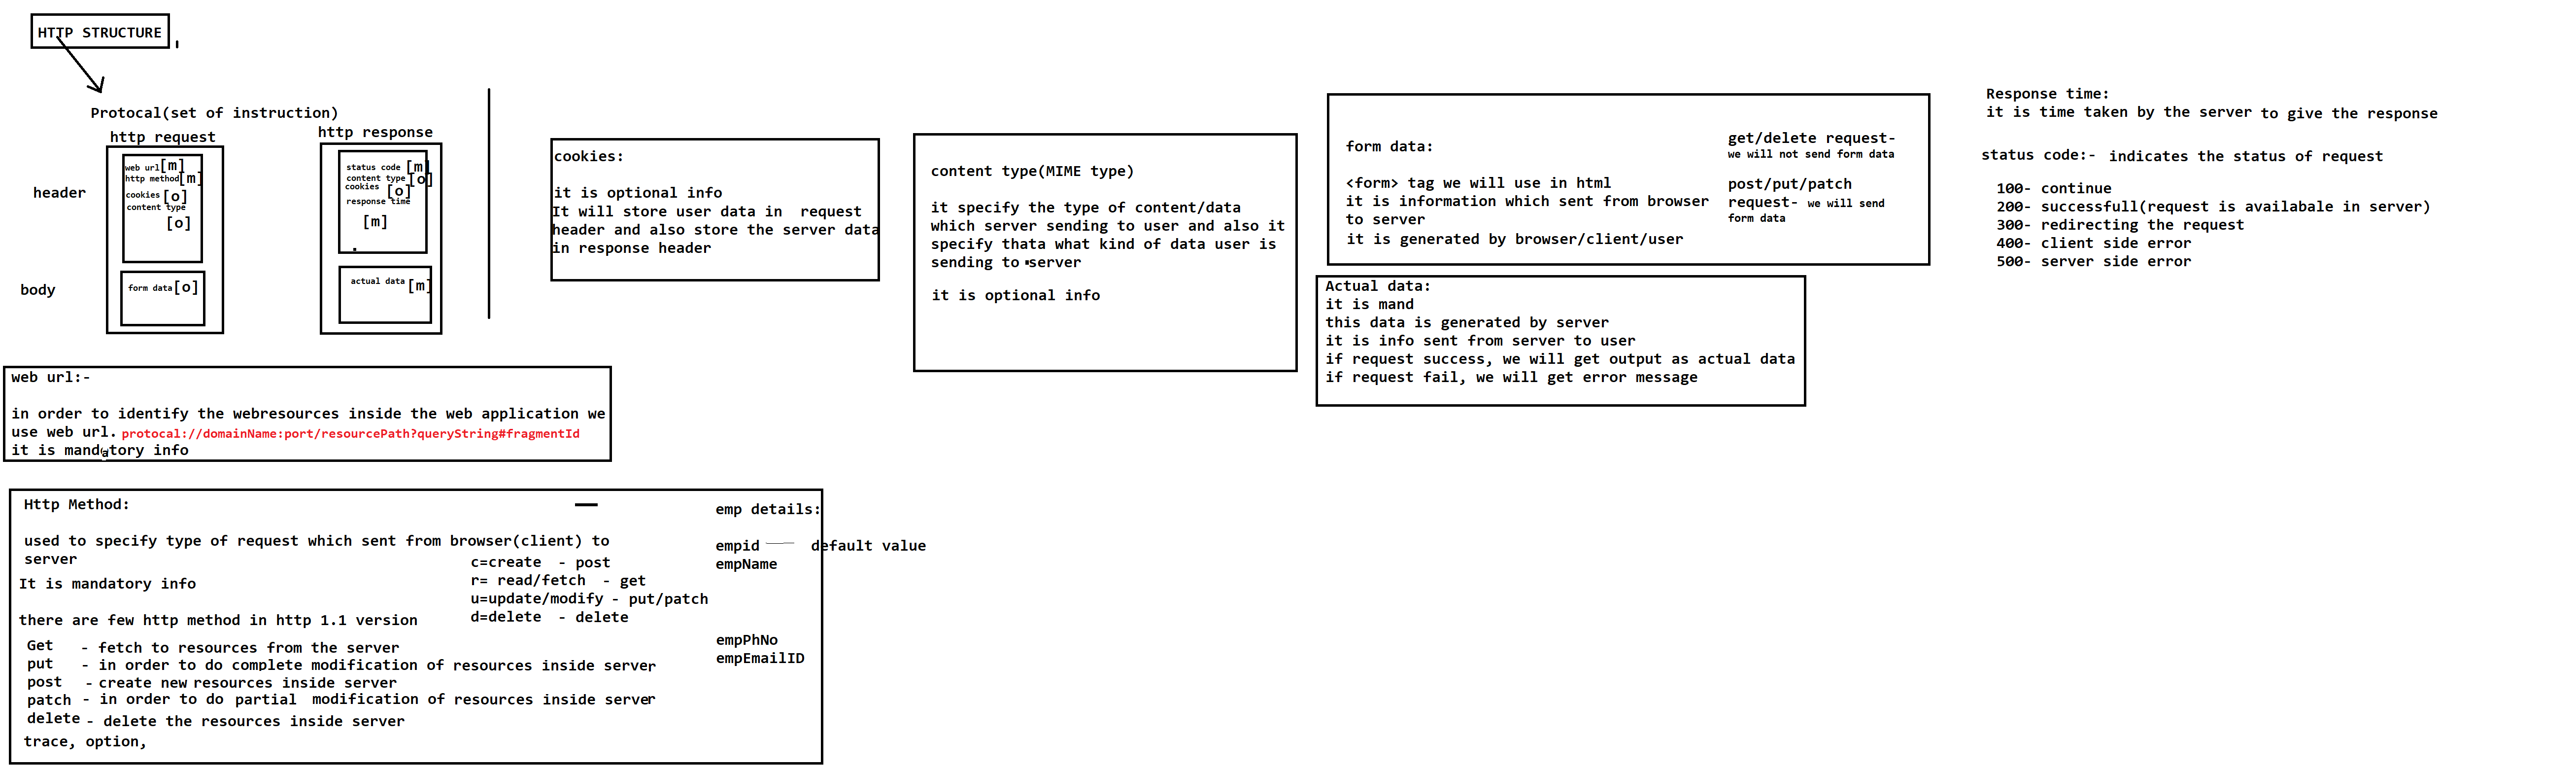 HTTP STRUCTURE
Protocal(set of instruction)
http request
header
web url[m]
http method[m]
cookies [o]
content type
[o]
body
form data[o]
http response
status code [m]
content type [o]
cookies [o]
response time
[m]
actual data [m]
cookies:
it is optional info
It will store user data in request
header and also store the server data
in response header
content type(MIME type)
it specify the type of content/data
which server sending to user and also it
specify thata what kind of data user is
sending to server
it is optional info
form data:
<form> tag we will use in html
it is information which sent from browser
to server
it is generated by browser/client/user
get/delete request-
we will not send form data
post/put/patch
request- we will send
form data
Actual data:
it is mand
this data is generated by server
it is info sent from server to user
if request success, we will get output as actual data
if request fail, we will get error message
Response time:
it is time taken by the server to give the response
status code:- indicates the status of request
100- continue
200- successfull(request is availabale in server)
300- redirecting the request
400- client side error
500- server side error
web url:-
in order to identify the webresources inside the web application we
use web url. protocal://domainName:port/resourcePath?queryString#fragmentId
it is mandatory info
Http Method:
used to specify type of request which sent from browser(client) to
server
It is mandatory info
there are few http method in http 1.1 version
Get - fetch to resources from the server
put - in order to do complete modification of resources inside server
post - create new resources inside server
patch - in order to do partial modification of resources inside server
delete - delete the resources inside server
trace, option,
c=create - post
r= read/fetch - get
u=update/modify - put/patch
d=delete - delete
emp details:
empid default value
empName
empPhNo
empEmailID